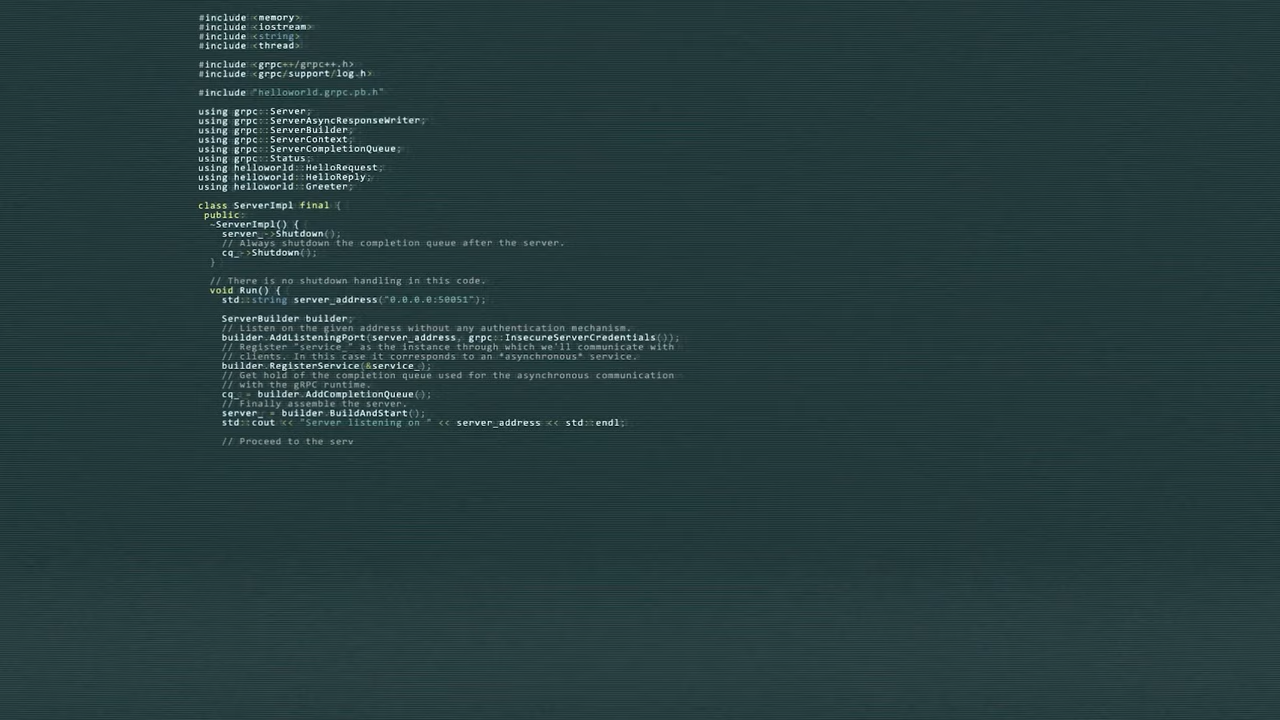 #include <memory>
#include <iostream>
#include <string>
#include <thread>
#include <grpc++/grpc++.h>
#include <grpc/support/log.h>
#include "helloworld.grpc.pb.h"
using grpc::Server;
using grpc::ServerAsyncResponseWriter;
using grpc::ServerBuilder;
using grpc::ServerContext;
using grpc::ServerCompletionQueue;
using grpc::Status;
using helloworld::HelloRequest;
using helloworld::HelloReply;
using helloworld::Greeter;
class ServerImpl final {
public:
~ServerImpl() {
server_->Shutdown();
// Always shutdown the completion queue after the server.
cq_->Shutdown();
}
// There is no shutdown handling in this code.
void Run() {
std::string server_address("0.0.0.0:50051");
ServerBuilder builder;
// Listen on the given address without any authentication mechanism.
builder.AddListeningPort(server_address, grpc::InsecureServerCredentials());
// Register "service_" as the instance through which we'll communicate with
// clients. In this case it corresponds to an *asynchronous* service.
builder.RegisterService(&service_);
// Get hold of the completion queue used for the asynchronous communication
// with the gRPC runtime.
cq_ = builder.AddCompletionQueue();
// Finally assemble the server.
server_ = builder.BuildAndStart();
std::cout << "Server listening on " << server_address << std::endl;
// Proceed to the serv